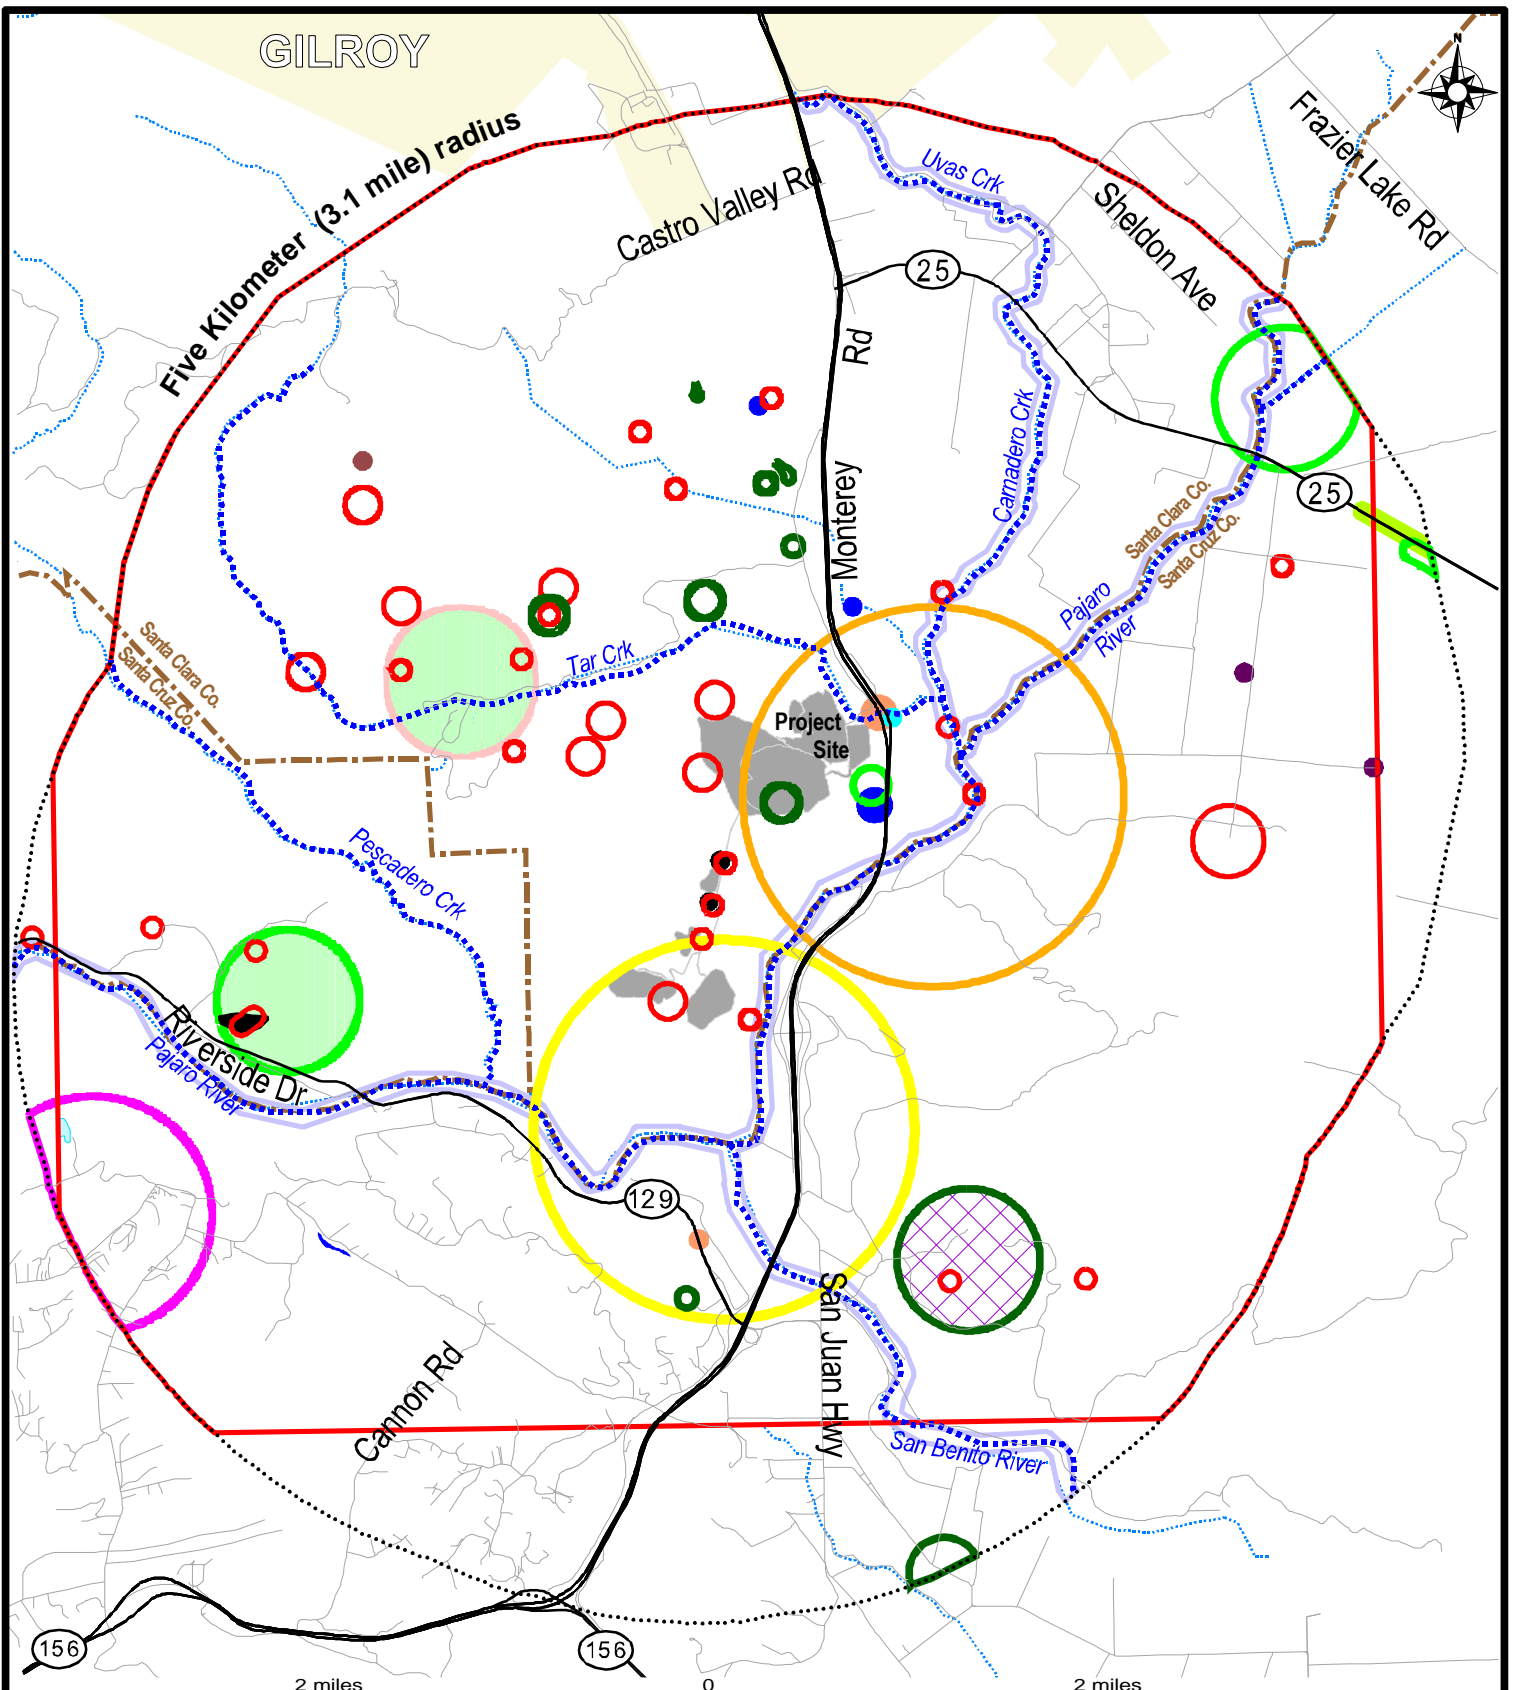 GILROY
N
Five Kilometer (3.1 mile) radius
Frazier Lake Rd
Uvas Crk
Castro Valley Rd
Sheldon Ave
25
Rd
Monterey
Carnadero Crk
25
Santa Clara Co.
Santa Cruz Co.
Pajaro
River
Santa Clara Co.
Santa Cruz Co.
Tar Crk
Project
Site
Pescadero Crk
Riverside Dr
Pajaro River
129
San Juan Hwy
Cannon Rd
San Benito River
156
156
2 miles
0
2 miles